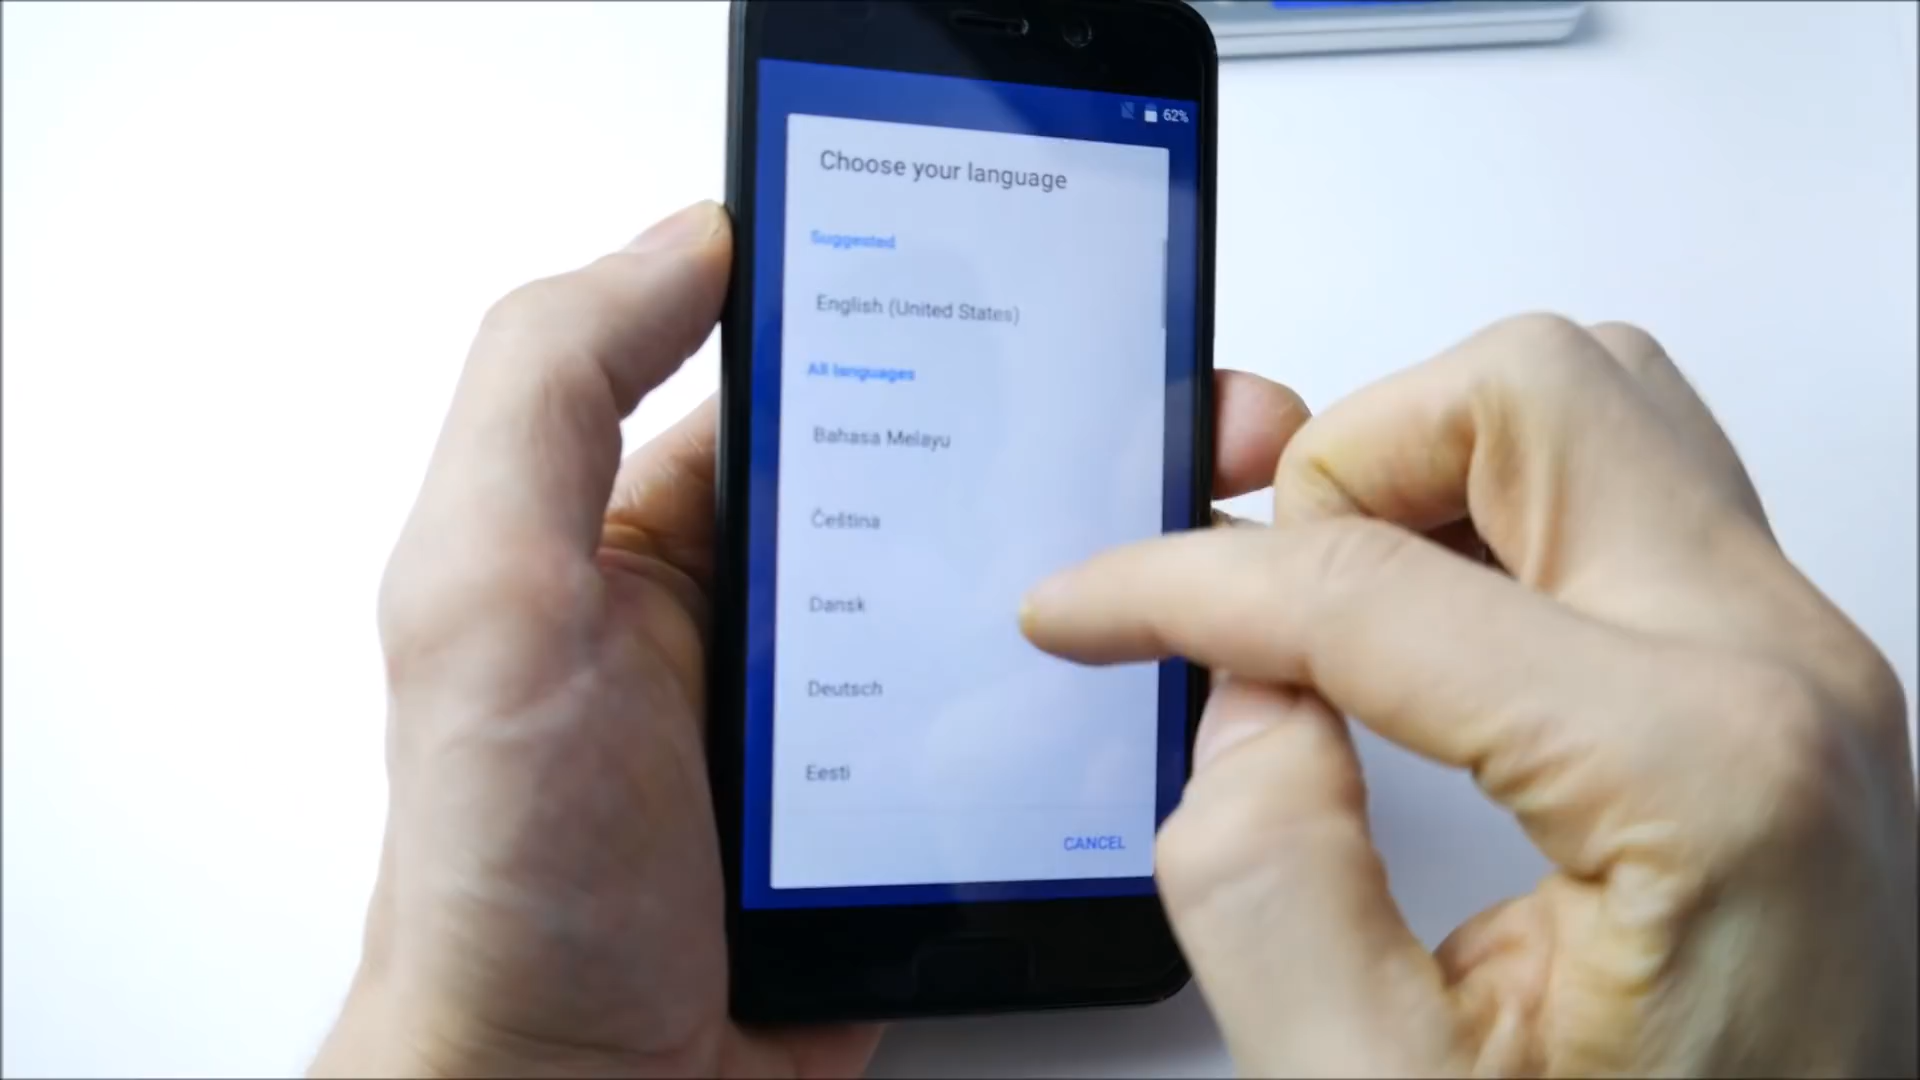 62%
Choose your language
Suggested
English (United States)
All languages
Bahasa Melayu
Čeština
Dansk
Deutsch
Eesti
CANCEL